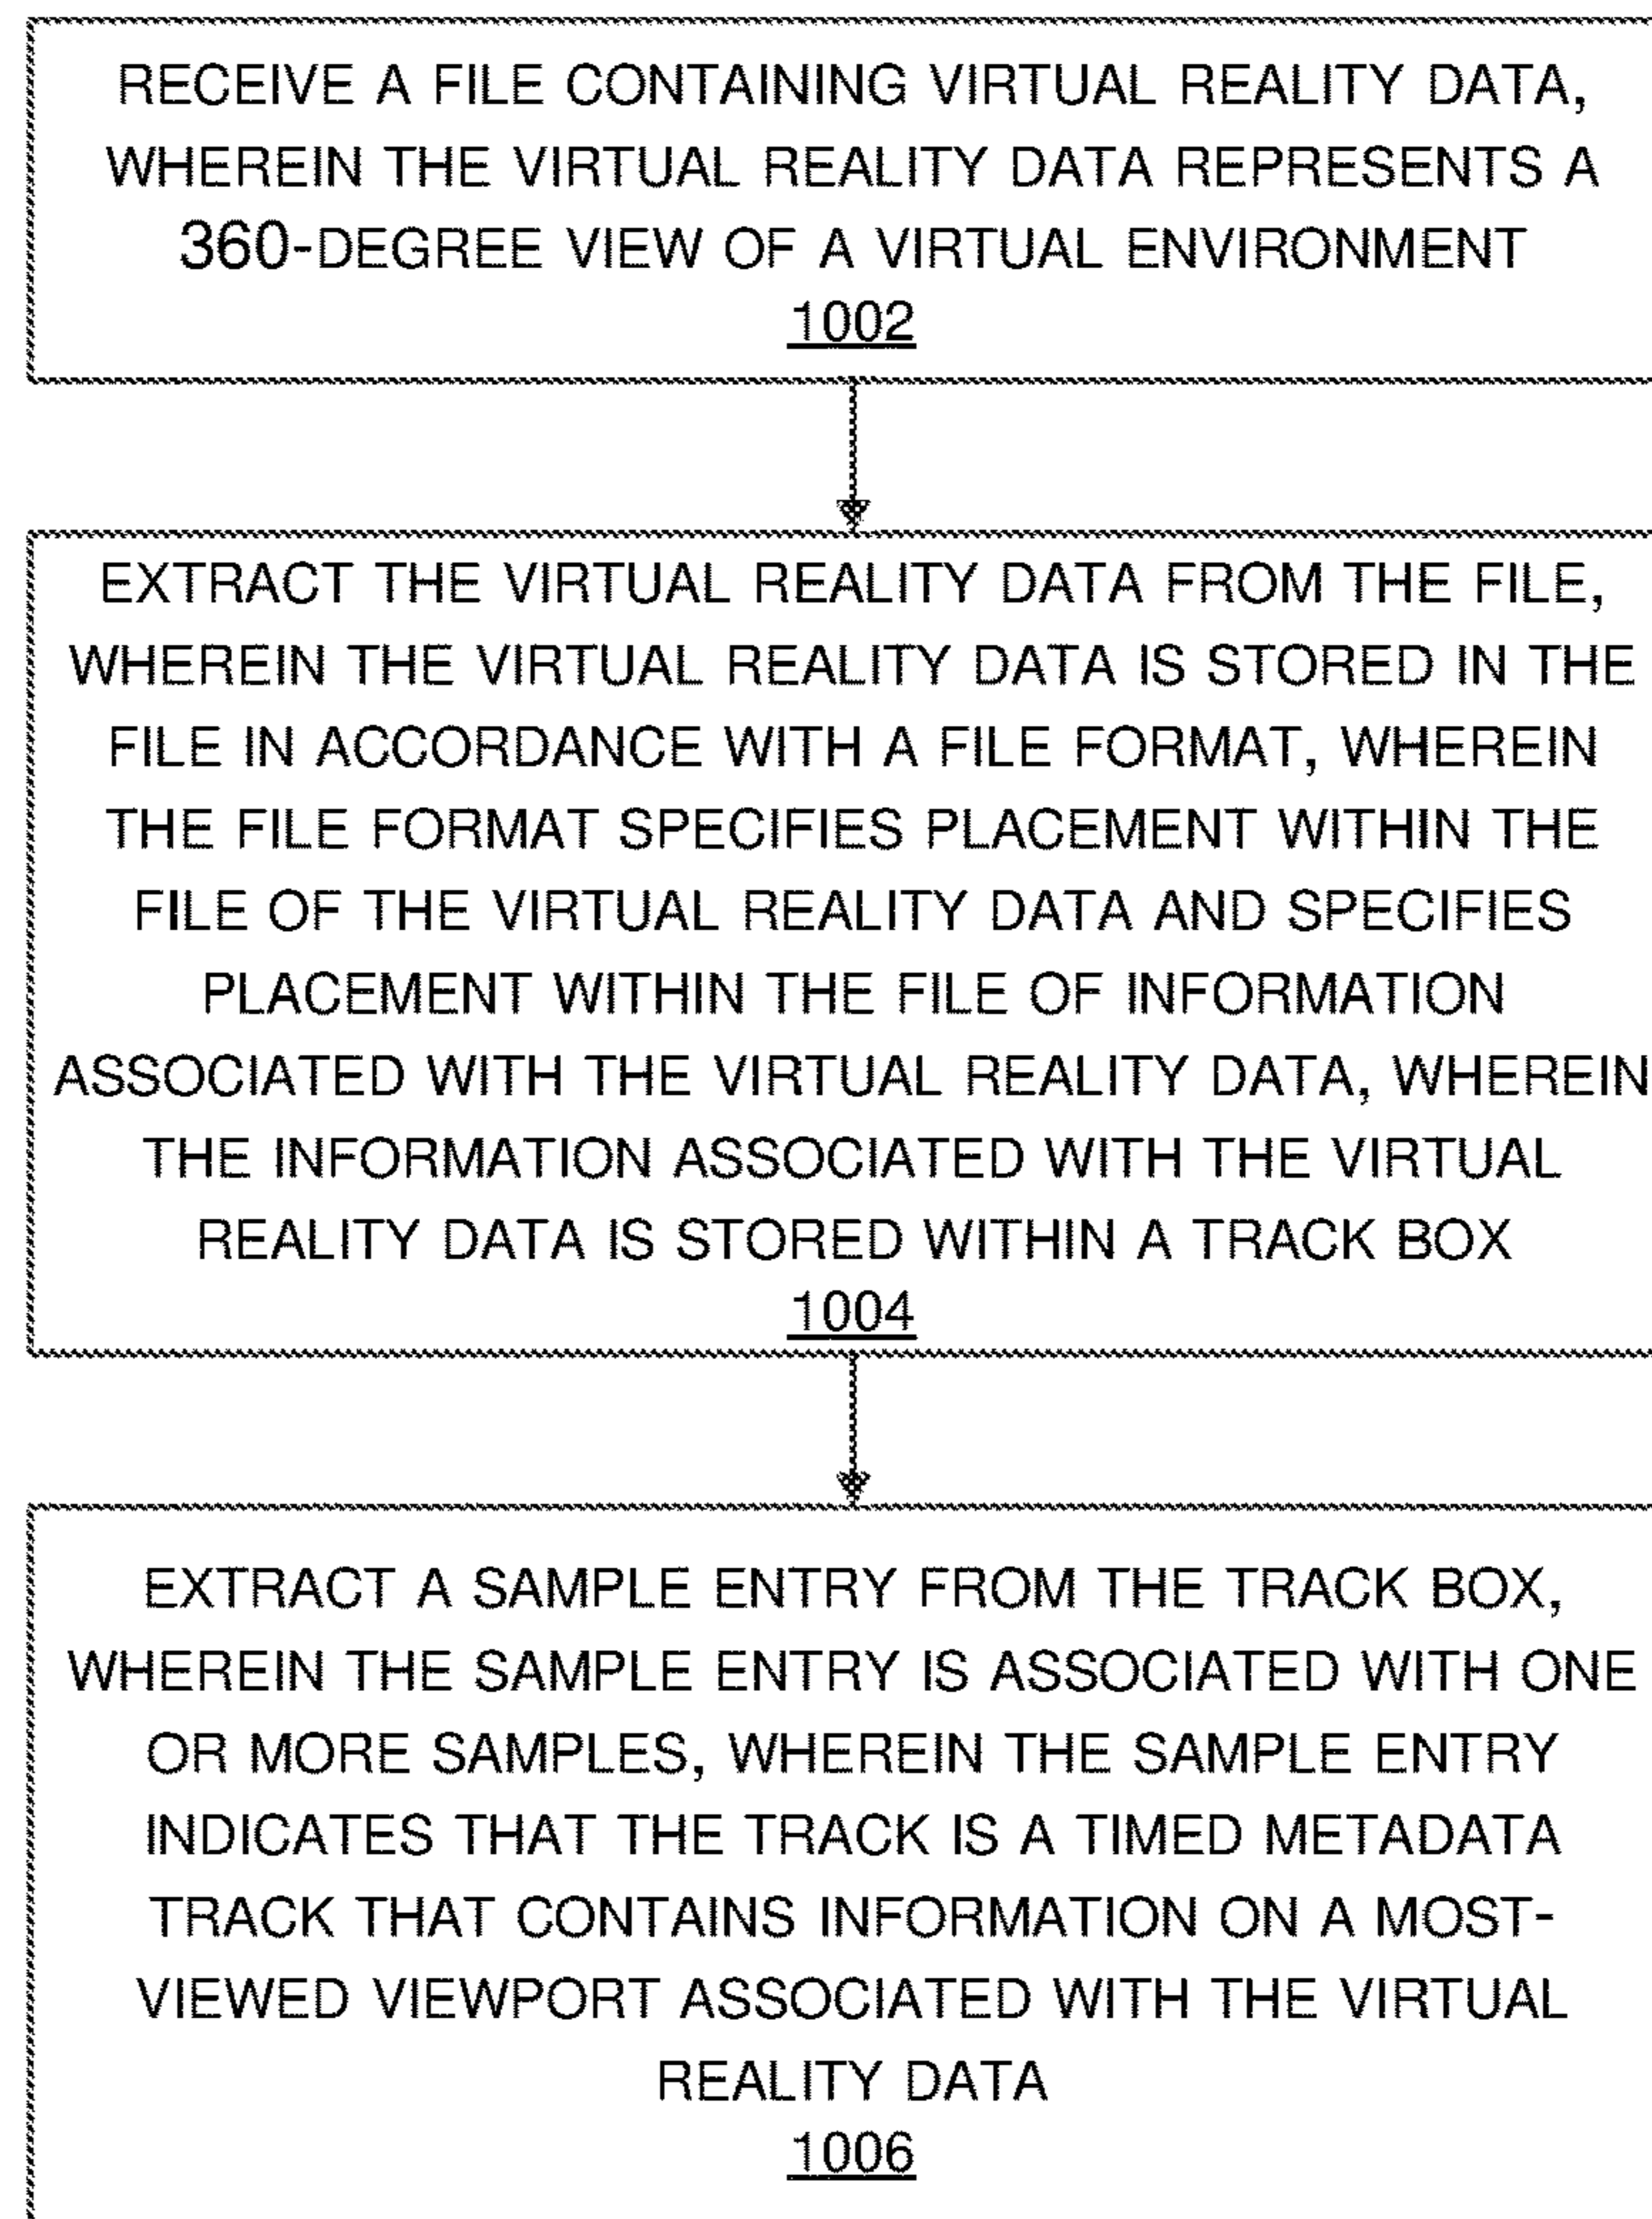 RECEIVE A FILE CONTAINING VIRTUAL REALITY DATA,
WHEREIN THE VIRTUAL REALITY DATA REPRESENTS A
360-DEGREE VIEW OF A VIRTUAL ENVIRONMENT
1002
EXTRACT THE VIRTUAL REALITY DATA FROM THE FILE,
WHEREIN THE VIRTUAL REALITY DATA IS STORED IN THE
FILE IN ACCORDANCE WITH A FILE FORMAT, WHEREIN
THE FILE FORMAT SPECIFIES PLACEMENT WITHIN THE
FILE OF THE VIRTUAL REALITY DATA AND SPECIFIES
PLACEMENT WITHIN THE FILE OF INFORMATION
ASSOCIATED WITH THE VIRTUAL REALITY DATA, WHEREIN
THE INFORMATION ASSOCIATED WITH THE VIRTUAL
REALITY DATA IS STORED WITHIN A TRACK BOX
1004
EXTRACT A SAMPLE ENTRY FROM THE TRACK BOX,
WHEREIN THE SAMPLE ENTRY IS ASSOCIATED WITH ONE
OR MORE SAMPLES, WHEREIN THE SAMPLE ENTRY
INDICATES THAT THE TRACK IS A TIMED METADATA
TRACK THAT CONTAINS INFORMATION ON A MOST-
VIEWED VIEWPORT ASSOCIATED WITH THE VIRTUAL
REALITY DATA
1006